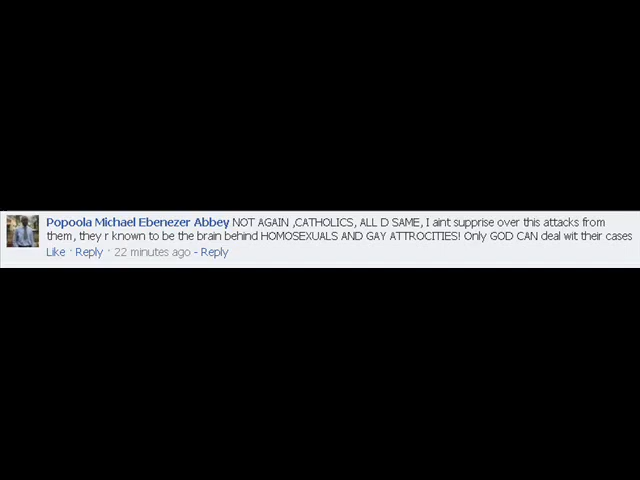 Popoola Michael Ebenezer Abbey NOT AGAIN ,CATHOLICS, ALL D SAME, I aint supprise over this attacks from
them, they r known to be the brain behind HOMOSEXUALS AND GAY ATTROCITIES! Only GOD CAN deal wit their cases
Like · Reply · 22 minutes ago - Reply